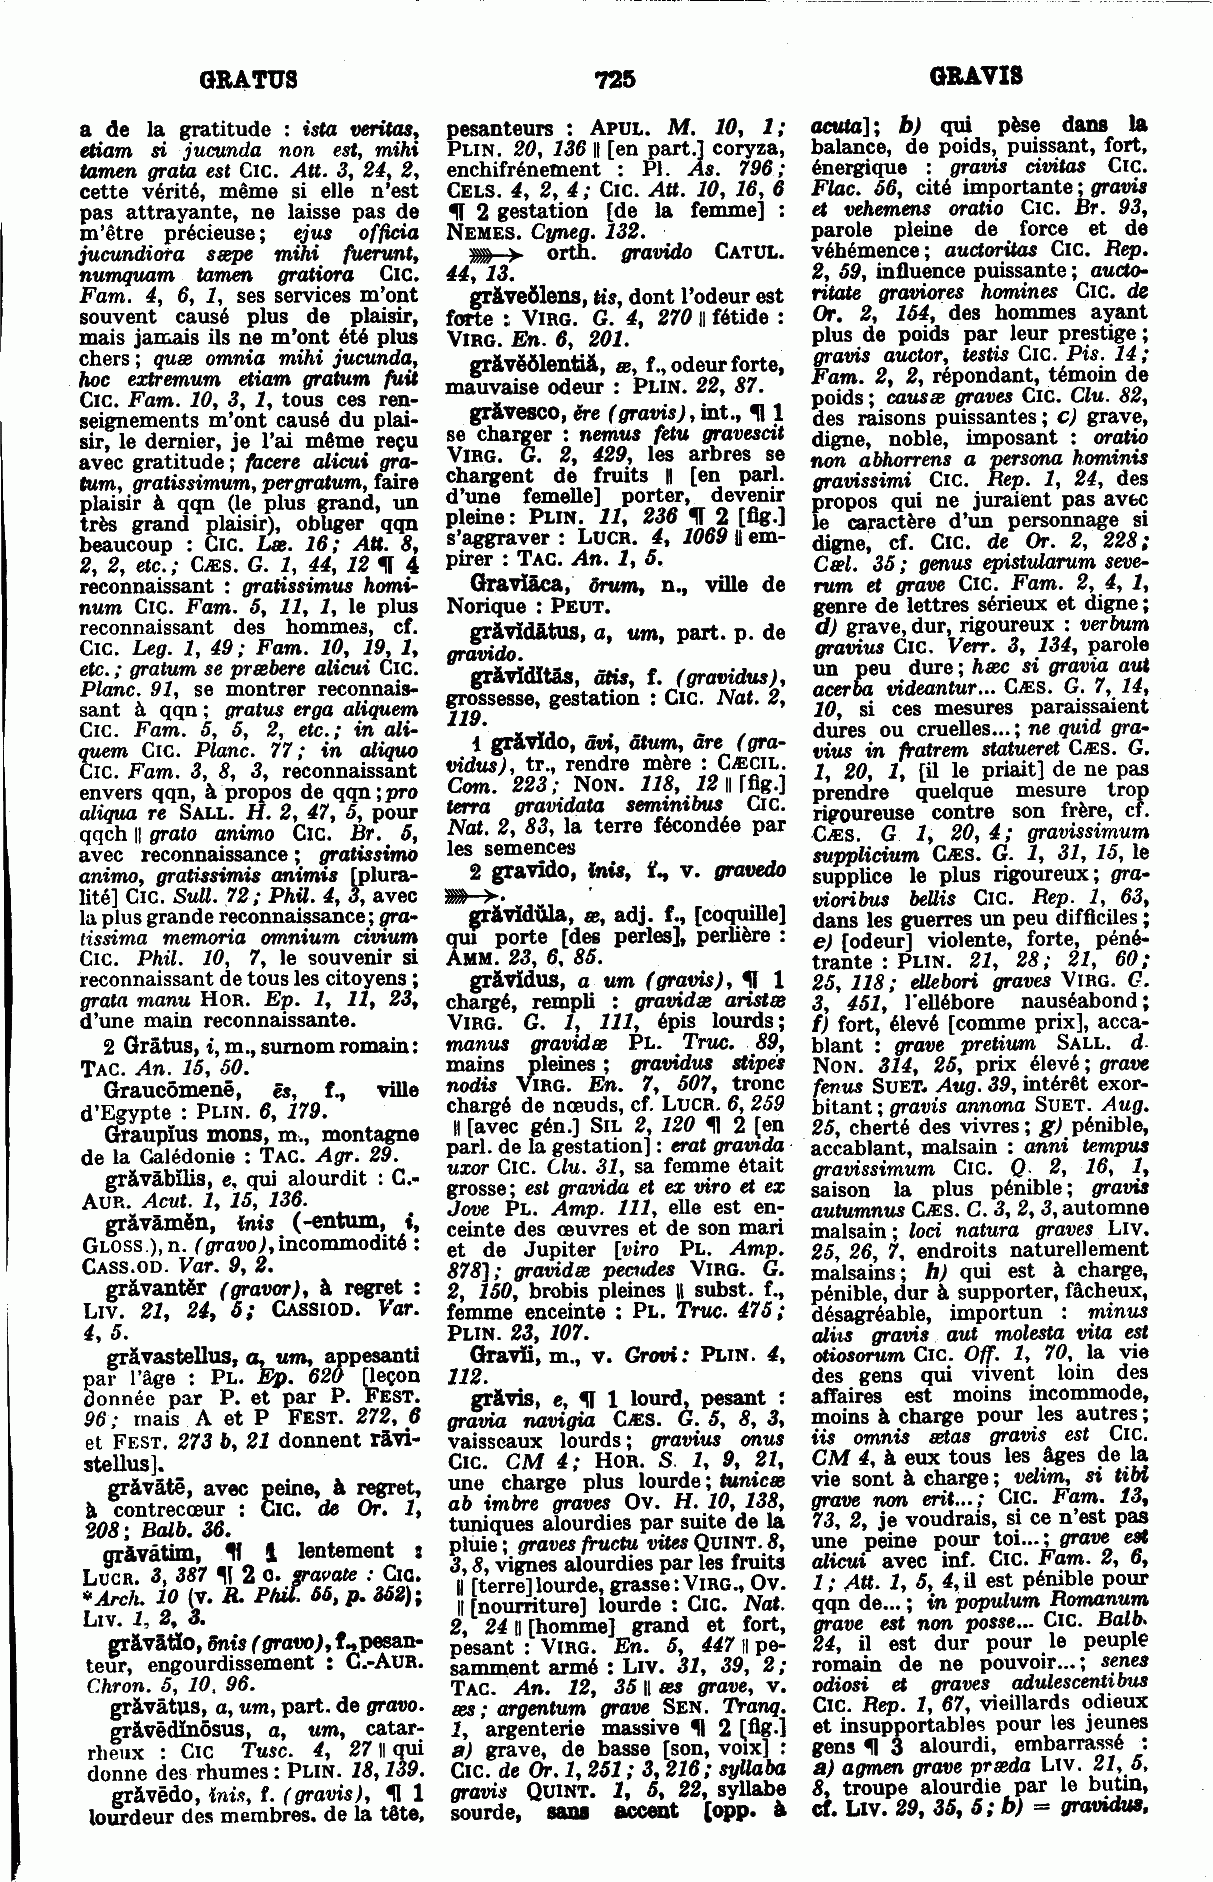 GRATUS
725
GRAVIS
a de la gratitude : ista veritas,
etiam si jucunda non est, mihi
tamen grata est CIC. Att. 3, 24, 2,
cette vérité, même si elle n'est
pas attrayante, ne laisse pas de
m'être précieuse; ejus officia
jucundiora sæpe mihi fuerunt,
numquam tamen gratiora CIC.
Fam. 4, 6, 1, ses services m'ont
souvent causé plus de plaisir,
mais jamais ils ne m'ont été plus
chers; quæ omnia mihi jucunda,
hoc extremum etiam gratum fuit
CIC. Fam. 10, 3, 1, tous ces ren-
seignements m'ont causé du plai-
sir, le dernier, je l'ai même reçu
avec gratitude; facere alicui gra-
tum, gratissimum, pergratum, faire
plaisir à qqn (le plus grand, un
très grand plaisir), obliger qqn
beaucoup : CIC. Læ. 16; Att. 8,
2, 2, etc.; CÆS. G. 1, 44, 12 ¶ 4
reconnaissant : gratissimus homi-
num CIC. Fam. 5, 11, 1, le plus
reconnaissant des hommes, cf.
CIC. Leg. 1, 49; Fam. 10, 19, 1,
etc.; gratum se præbere alicui CIC.
Planc. 91, se montrer reconnais-
sant à qqn; gratus erga aliquem
CIC. Fam. 5, 5, 2, etc.; in ali-
quem CIC. Planc. 77; in aliquo
CIC. Fam. 3, 8, 3, reconnaissant
envers qqn, à propos de qqn; pro
aliqua re SALL. H. 2, 47, 5, pour
qqch || grato animo CIC. Br. 5,
avec reconnaissance; gratissimo
animo, gratissimis animis [plura-
lité] CIC. Sull. 72; Phil. 4, 3, avec
la plus grande reconnaissance; gra-
tissima memoria omnium civium
CIC. Phil. 10, 7, le souvenir si
reconnaissant de tous les citoyens;
grata manu HOR. Ep. 1, 11, 23,
d'une main reconnaissante.
2 Grātus, i, m., surnom romain :
TAC. An. 15, 50.
Graucŏmenē, ēs, f., ville
d'Egypte : PLIN. 6, 179.
Graupĭus mons, m., montagne
de la Calédonie : TAC. Agr. 29.
grăvābĭlis, e, qui alourdit : C.-
AUR. Acut. 1, 15, 136.
grăvāmĕn, ĭnis (-entum, i,
GLOSS.), n. (gravo), incommodité :
CASS.OD. Var. 9, 2.
grăvantĕr (gravor), à regret :
LIV. 21, 24, 5; CASSIOD. Var.
4, 5.
grăvastellus, a, um, appesanti
par l'âge : PL. Ep. 620 [leçon
donnée par P. et par P. FEST.
96; mais A et P FEST. 272, 6
et FEST. 273 b, 21 donnent rāvi-
stellus].
grăvātē, avec peine, à regret,
à contrecœur : CIC. de Or. 1,
208; Balb. 36.
grăvātim, ¶ 1 lentement :
LUCR. 3, 387 ¶ 2 c. gravate : CIC.
*Arch. 10 (v. R. Phil. 55, p. 352);
LIV. 1, 2, 3.
grăvātĭo, ōnis (gravo), f., pesan-
teur, engourdissement : C.-AUR.
Chron. 5, 10, 96.
grăvātus, a, um, part. de gravo.
grăvēdĭnōsus, a, um, catar-
rheux : CIC Tusc. 4, 27 || qui
donne des rhumes : PLIN. 18, 139.
grăvēdo, ĭnis, f. (gravis), ¶ 1
lourdeur des membres, de la tête,
pesanteurs : APUL. M. 10, 1;
PLIN. 20, 136 || [en part.] coryza,
enchifrènement : Pl. As. 796;
CELS. 4, 2, 4; CIC. Att. 10, 16, 6
¶ 2 gestation [de la femme] :
NEMES. Cyneg. 132.
orth. gravido CATUL.
44, 13.
grăveŏlens, tis, dont l'odeur est
forte : VIRG. G. 4, 270 || fétide :
VIRG. En. 6, 201.
grăvĕŏlentĭă, æ, f., odeur forte,
mauvaise odeur : PLIN. 22, 87.
grăvesco, ĕre (gravis), int., ¶ 1
se charger : nemus fetu gravescit
VIRG. G. 2, 429, les arbres se
chargent de fruits || [en parl.
d'une femelle] porter, devenir
pleine : PLIN. 11, 236 ¶ 2 [fig.]
s'aggraver : LUCR. 4, 1069 || em-
pirer : TAC. An. 1, 5.
Gravĭăca, ōrum, n., ville de
Norique : PEUT.
grăvĭdātus, a, um, part. p. de
gravido.
grăvĭdĭtās, ātis, f. (gravidus),
grossesse, gestation : CIC. Nat. 2,
119.
1 grăvĭdo, āvi, ātum, āre (gra-
vidus), tr., rendre mère : CÆCIL.
Com. 223; NON. 118, 12 || [fig.]
terra gravidata seminibus CIC.
Nat. 2, 83, la terre fécondée par
les semences
2 gravīdo, ĭnis, f., v. gravedo
.
grăvĭdŭla, æ, adj. f., [coquille]
qui porte [des perles], perlière :
AMM. 23, 6, 85.
grăvĭdus, a um (gravis), ¶ 1
chargé, rempli : gravidæ aristæ
VIRG. G. 1, 111, épis lourds;
manus gravidæ PL. Truc. 89,
mains pleines; gravidus stipes
nodis VIRG. En. 7, 507, tronc
chargé de nœuds, cf. LUCR. 6, 259
|| [avec gén.] SIL 2, 120 ¶ 2 [en
parl. de la gestation] : erat gravida
uxor CIC. Clu. 31, sa femme était
grosse; est gravida et ex viro et ex
Jove PL. Amp. 111, elle est en-
ceinte des œuvres et de son mari
et de Jupiter [viro PL. Amp.
878]; gravidæ pecudes VIRG. G.
2, 150, brebis pleines || subst. f.,
femme enceinte : PL. Truc. 475;
PLIN. 23, 107.
Gravĭi, m., v. Grovi : PLIN. 4,
112.
grăvis, e, ¶ 1 lourd, pesant :
gravia navigia CÆS. G. 5, 8, 3,
vaisseaux lourds; gravius onus
CIC. CM 4; HOR. S. 1, 9, 21,
une charge plus lourde; tunicæ
ab imbre graves OV. H. 10, 138,
tuniques alourdies par suite de la
pluie; graves fructu vites QUINT. 8,
3, 8, vignes alourdies par les fruits
|| [terre] lourde, grasse : VIRG., OV.
|| [nourriture] lourde : CIC. Nat.
2, 24 || [homme] grand et fort,
pesant : VIRG. En. 5, 447 || pe-
samment armé : LIV. 31, 39, 2;
TAC. An. 12, 35 || æs grave, v.
æs; argentum grave SEN. Tranq.
1, argenterie massive ¶ 2 [fig.]
a) grave, de basse [son, voix] :
CIC. de Or. 1, 251; 3, 216; syllaba
gravis QUINT. 1, 5, 22, syllabe
sourde, sans accent [opp. à
acuta]; b) qui pèse dans la
balance, de poids, puissant, fort,
énergique : gravis civitas CIC.
Flac. 56, cité importante; gravis
et vehemens oratio CIC. Br. 93,
parole pleine de force et de
véhémence; auctoritas CIC. Rep.
2, 59, influence puissante; aucto-
ritate graviores homines CIC. de
Or. 2, 154, des hommes ayant
plus de poids par leur prestige;
gravis auctor, testis CIC. Pis. 14;
Fam. 2, 2, répondant, témoin de
poids; causæ graves CIC. Clu. 82,
des raisons puissantes; c) grave,
digne, noble, imposant : oratio
non abhorrens a persona hominis
gravissimi CIC. Rep. 1, 24, des
propos qui ne juraient pas avec
le caractère d'un personnage si
digne, cf. CIC. de Or. 2, 228;
Cæl. 35; genus epistularum seve-
rum et grave CIC. Fam. 2, 4, 1,
genre de lettres sérieux et digne;
d) grave, dur, rigoureux : verbum
gravius CIC. Verr. 3, 134, parole
un peu dure; hæc si gravia aut
acerba videantur... CÆS. G. 7, 14,
10, si ces mesures paraissaient
dures ou cruelles...; ne quid gra-
vius in fratrem statueret CÆS. G.
1, 20, 1, [il le priait] de ne pas
prendre quelque mesure trop
rigoureuse contre son frère, cf.
CÆS. G 1, 20, 4; gravissimum
supplicium CÆS. G. 1, 31, 15, le
supplice le plus rigoureux; gra-
vioribus bellis CIC. Rep. 1, 63,
dans les guerres un peu difficiles;
e) [odeur] violente, forte, péné-
trante : PLIN. 21, 28; 21, 60;
25, 118; ellebori graves VIRG. G.
3, 451, l'ellébore nauséabond;
f) fort, élevé [comme prix], acca-
blant : grave pretium SALL. d.
NON. 314, 25, prix élevé; grave
fenus SUET. Aug. 39, intérêt exor-
bitant; gravis annona SUET. Aug.
25, cherté des vivres; g) pénible,
accablant, malsain : anni tempus
gravissimum CIC. Q. 2, 16, 1,
saison la plus pénible; gravis
autumnus CÆS. C. 3, 2, 3, automne
malsain; loci natura graves LIV.
25, 26, 7, endroits naturellement
malsains; h) qui est à charge,
pénible, dur à supporter, fâcheux,
désagréable, importun : minus
aliis gravis aut molesta vita est
otiosorum CIC. Off. 1, 70, la vie
des gens qui vivent loin des
affaires est moins incommode,
moins à charge pour les autres;
iis omnis ætas gravis est CIC.
CM 4, à eux tous les âges de la
vie sont à charge; velim, si tibi
grave non erit...; CIC. Fam. 13,
73, 2, je voudrais, si ce n'est pas
une peine pour toi...; grave est
alicui avec inf. CIC. Fam. 2, 6,
1; Att. 1, 5, 4, il est pénible pour
qqn de...; in populum Romanum
grave est non posse... CIC. Balb.
24, il est dur pour le peuple
romain de ne pouvoir...; senes
odiosi et graves adulescentibus
CIC. Rep. 1, 67, vieillards odieux
et insupportables pour les jeunes
gens ¶ 3 alourdi, embarrassé :
a) agmen grave præda LIV. 21, 5,
8, troupe alourdie par le butin,
cf. LIV. 29, 35, 5; b) = gravidus,